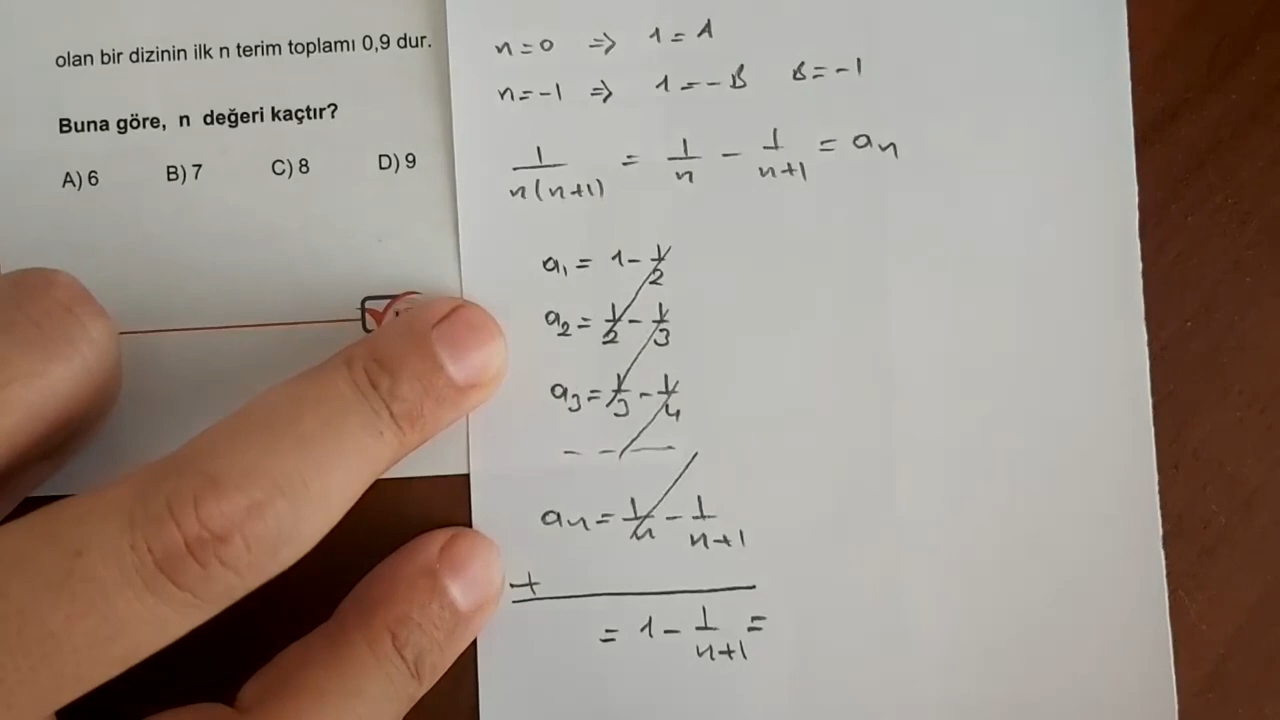 olan bir dizinin ilk n terim toplamı 0,9 dur.
Buna göre, n değeri kaçtır?
A) 6 B) 7 C) 8 D) 9
n=0 ⇒ 1=A
n=-1 ⇒ 1=-B B=-1
1/n(n+1) = 1/n - 1/n+1 = an
a1 = 1 - 1/2
a2 = 1/2 - 1/3
a3 = 1/3 - 1/4
- - - -
an = 1/n - 1/n+1
+
= 1 - 1/n+1 =